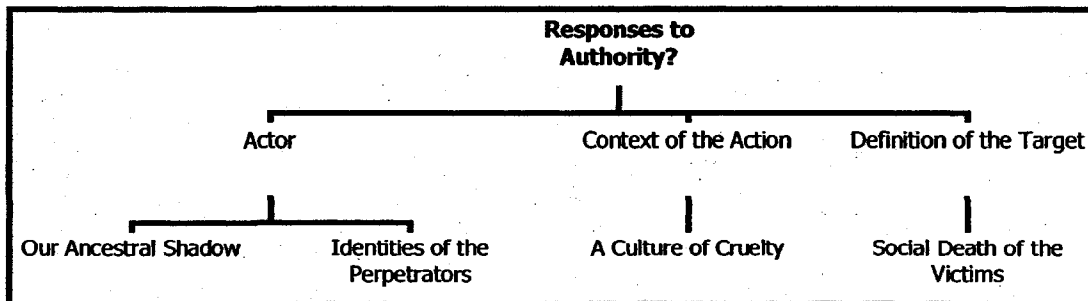 Responses to
Authority?
Actor
Context of the Action
Definition of the Target
Our Ancestral Shadow
Identities of the
Perpetrators
A Culture of Cruelty
Social Death of the
Victims